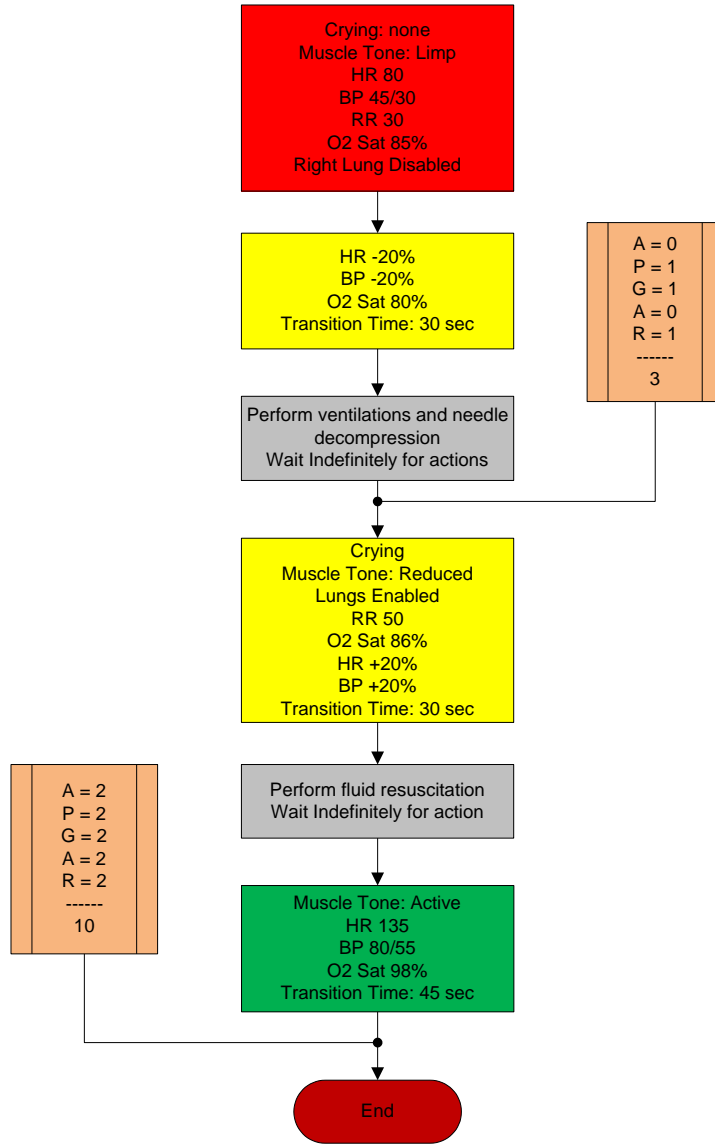 Crying: none
Muscle Tone: Limp
HR 80
BP 45/30
RR 30
O2 Sat 85%
Right Lung Disabled
HR -20%
BP -20%
O2 Sat 80%
Transition Time: 30 sec
A = 0
P = 1
G = 1
A = 0
R = 1
------
3
Perform ventilations and needle
decompression
Wait Indefinitely for actions
Crying
Muscle Tone: Reduced
Lungs Enabled
RR 50
O2 Sat 86%
HR +20%
BP +20%
Transition Time: 30 sec
Perform fluid resuscitation
Wait Indefinitely for action
A = 2
P = 2
G = 2
A = 2
R = 2
------
10
Muscle Tone: Active
HR 135
BP 80/55
O2 Sat 98%
Transition Time: 45 sec
End